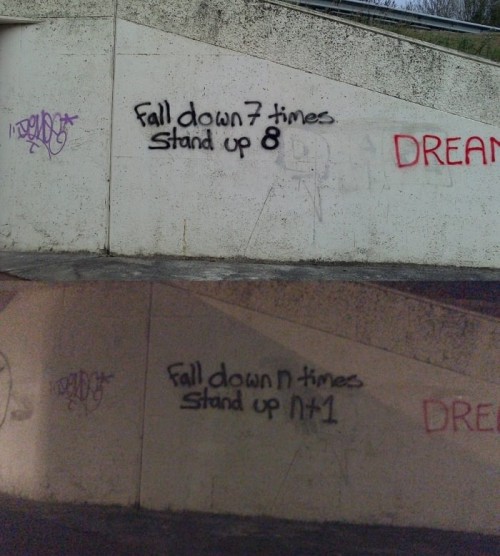 Fall down 7 times
Stand up 8
DREAM
Fall down n times
Stand up n+1
DRE